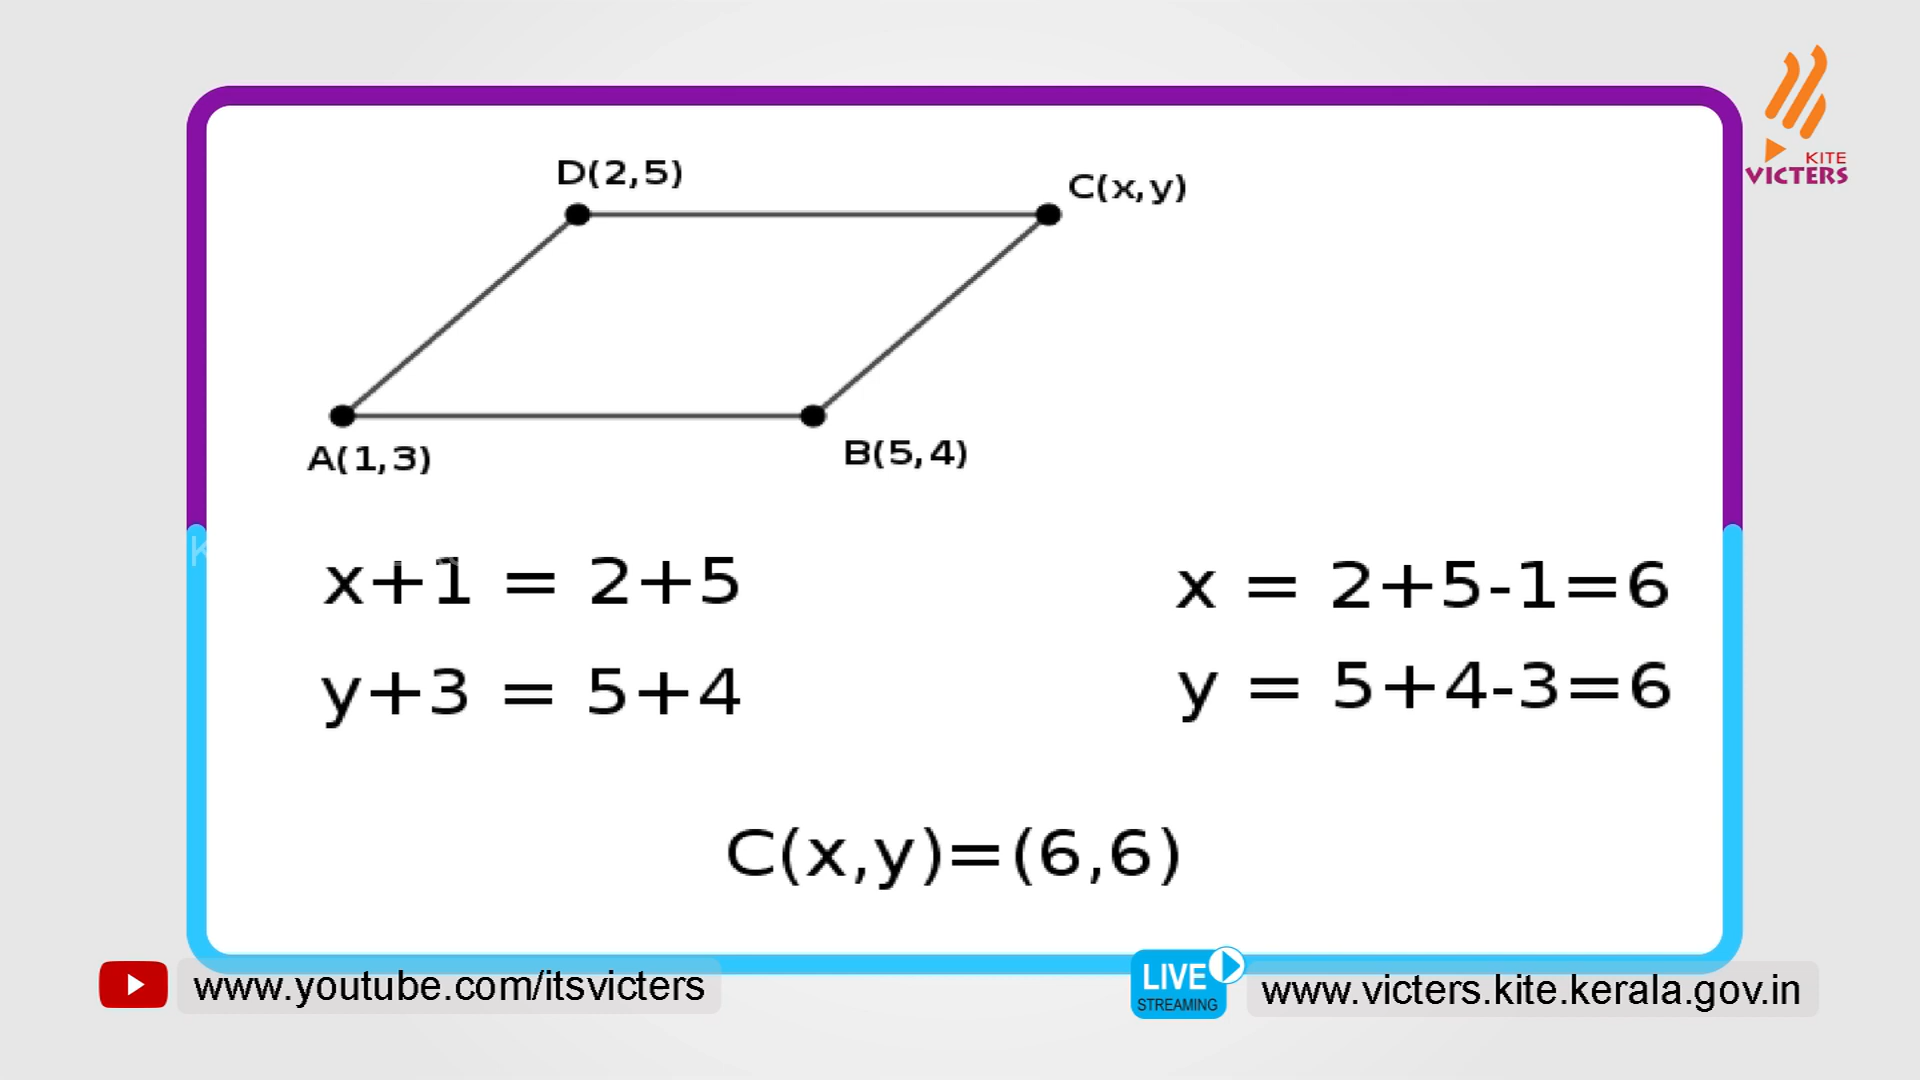 D(2,5)
C(x,y)
A(1,3)
B(5,4)
x+1 = 2+5
x = 2+5-1=6
y+3 = 5+4
y = 5+4-3=6
C(x,y)=(6,6)
KITE
VICTERS
www.youtube.com/itsvicters
LIVE
STREAMING
www.victers.kite.kerala.gov.in